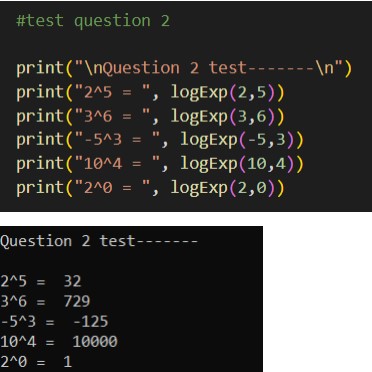 #test question 2
print("\nQuestion 2 test-------\n")
print("2^5 = ", logExp(2,5))
print("3^6 = ", logExp(3,6))
print("-5^3 = ", logExp(-5,3))
print("10^4 = ", logExp(10,4))
print("2^0 = ", logExp(2,0))
Question 2 test-------
2^5 =  32
3^6 =  729
-5^3 =  -125
10^4 =  10000
2^0 =  1